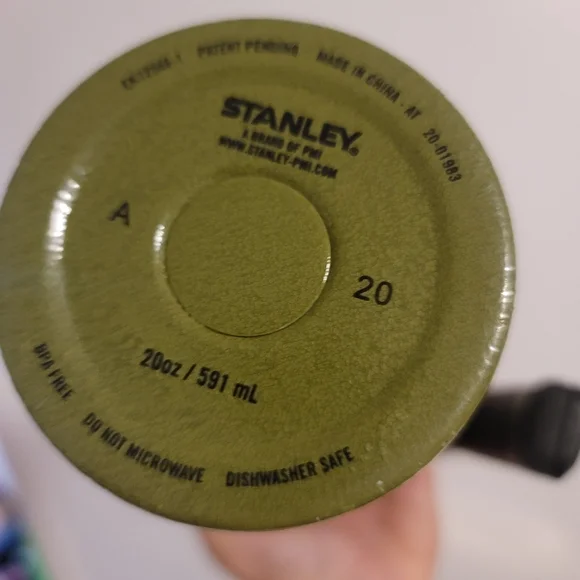 PATENT PENDING MADE IN CHINA - AT 20-01983
STANLEY®
A BRAND OF PMI
WWW.STANLEY-PMI.COM
A
20
20oz / 591 mL
BPA FREE DO NOT MICROWAVE DISHWASHER SAFE